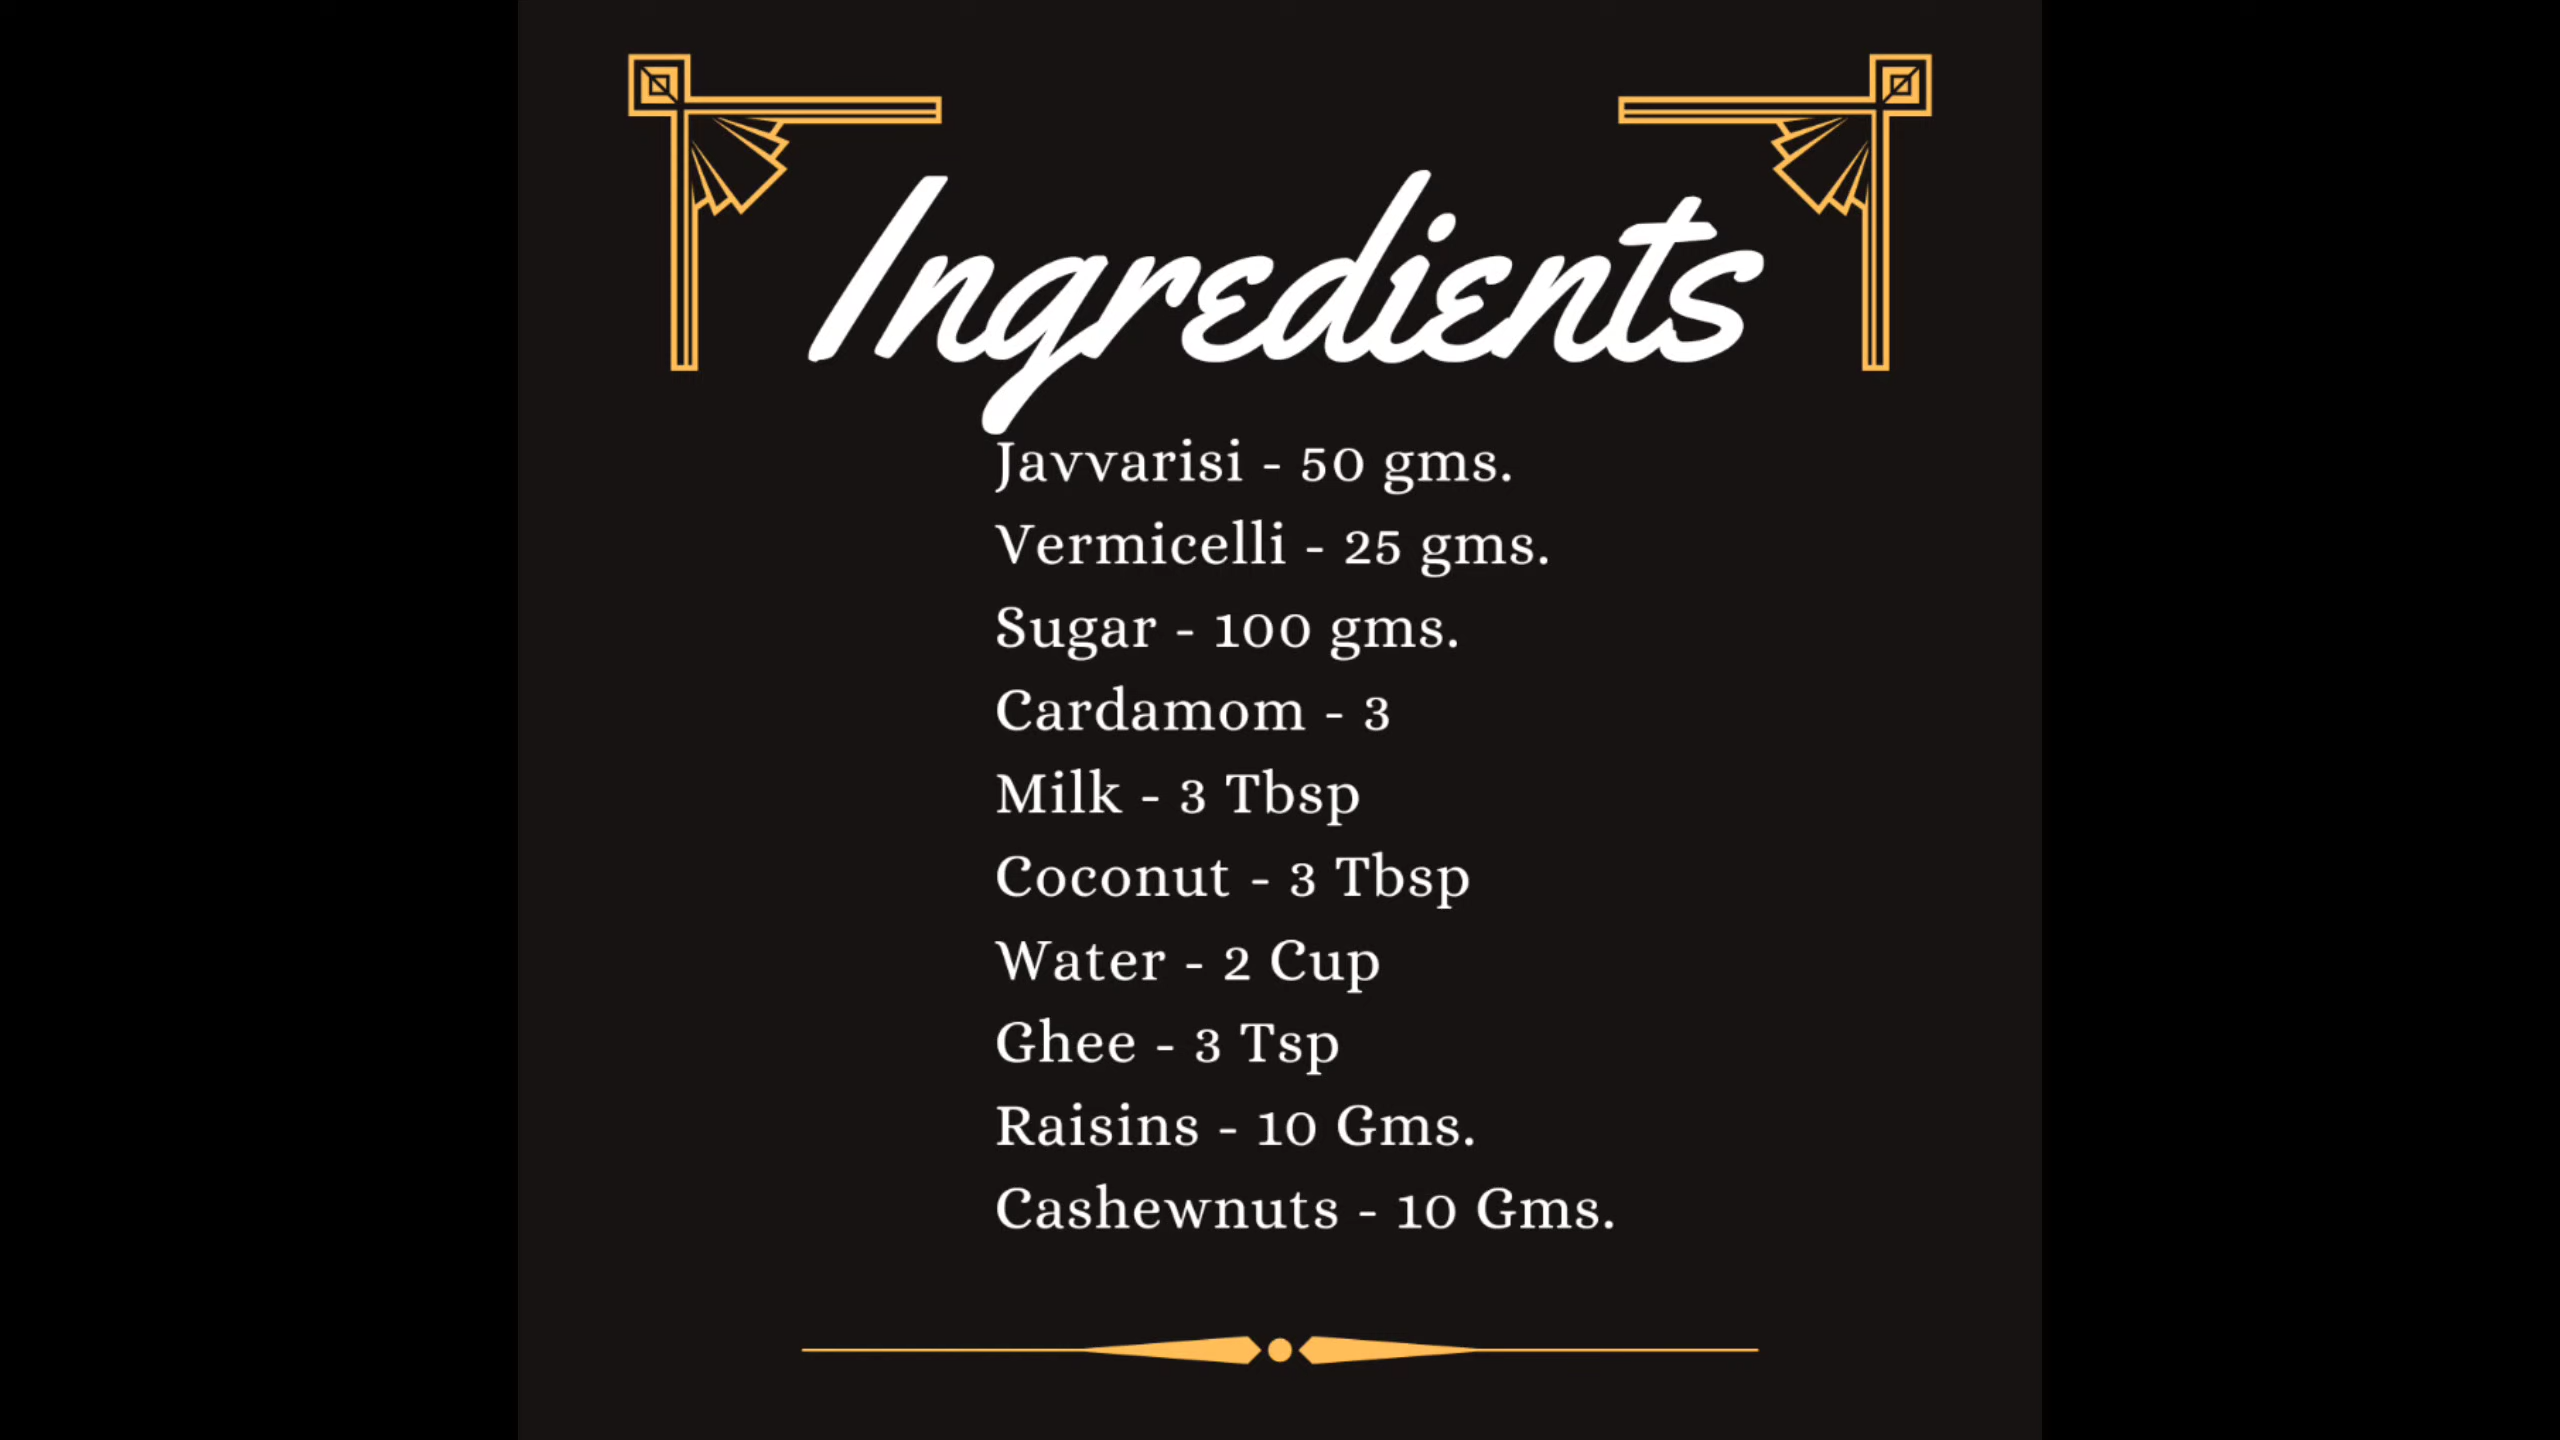 Ingredients
Javvarisi - 50 gms.
Vermicelli - 25 gms.
Sugar - 100 gms.
Cardamom - 3
Milk - 3 Tbsp
Coconut - 3 Tbsp
Water - 2 Cup
Ghee - 3 Tsp
Raisins - 10 Gms.
Cashewnuts - 10 Gms.